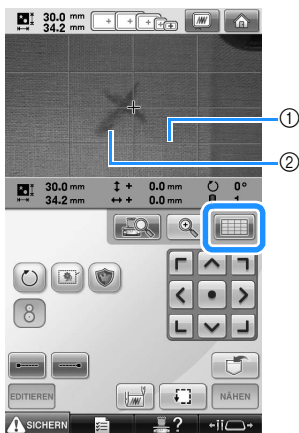 30.0 mm
34.2 mm
1
2
30.0 mm ↕ + 0.0 mm ↻ 0°
34.2 mm ↔ + 0.0 mm 1
8
EDITIEREN
NÄHEN
SICHERN
?